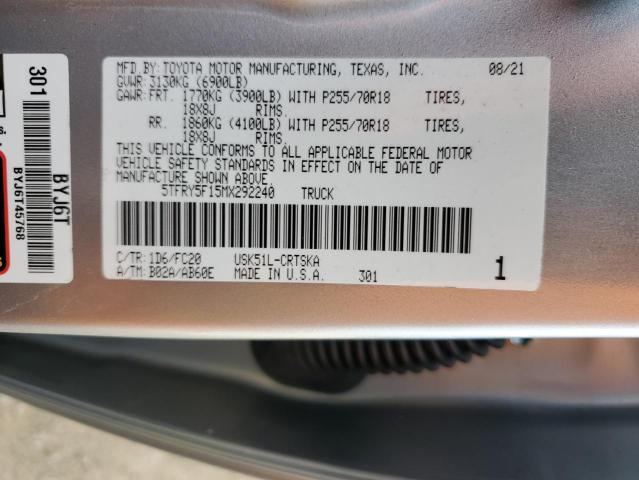 MFD.BY: TOYOTA MOTOR MANUFACTURING, TEXAS, INC. 08/21
GVWR: 3130KG (6900LB)
GAWR: FRT. 1770KG (3900LB) WITH P255/70R18 TIRES,
18X8J RIMS.
RR. 1860KG (4100LB) WITH P255/70R18 TIRES,
18X8J RIMS.
THIS VEHICLE CONFORMS TO ALL APPLICABLE FEDERAL MOTOR
VEHICLE SAFETY STANDARDS IN EFFECT ON THE DATE OF
MANUFACTURE SHOWN ABOVE
5TFRY5F15MX292240 TRUCK
C/TR: 1D6/FC20 USK51L-CRTSKA
A/TM: B02A/AB60E MADE IN U.S.A. 301 1
301
BYJ6T
BYJ6T45768